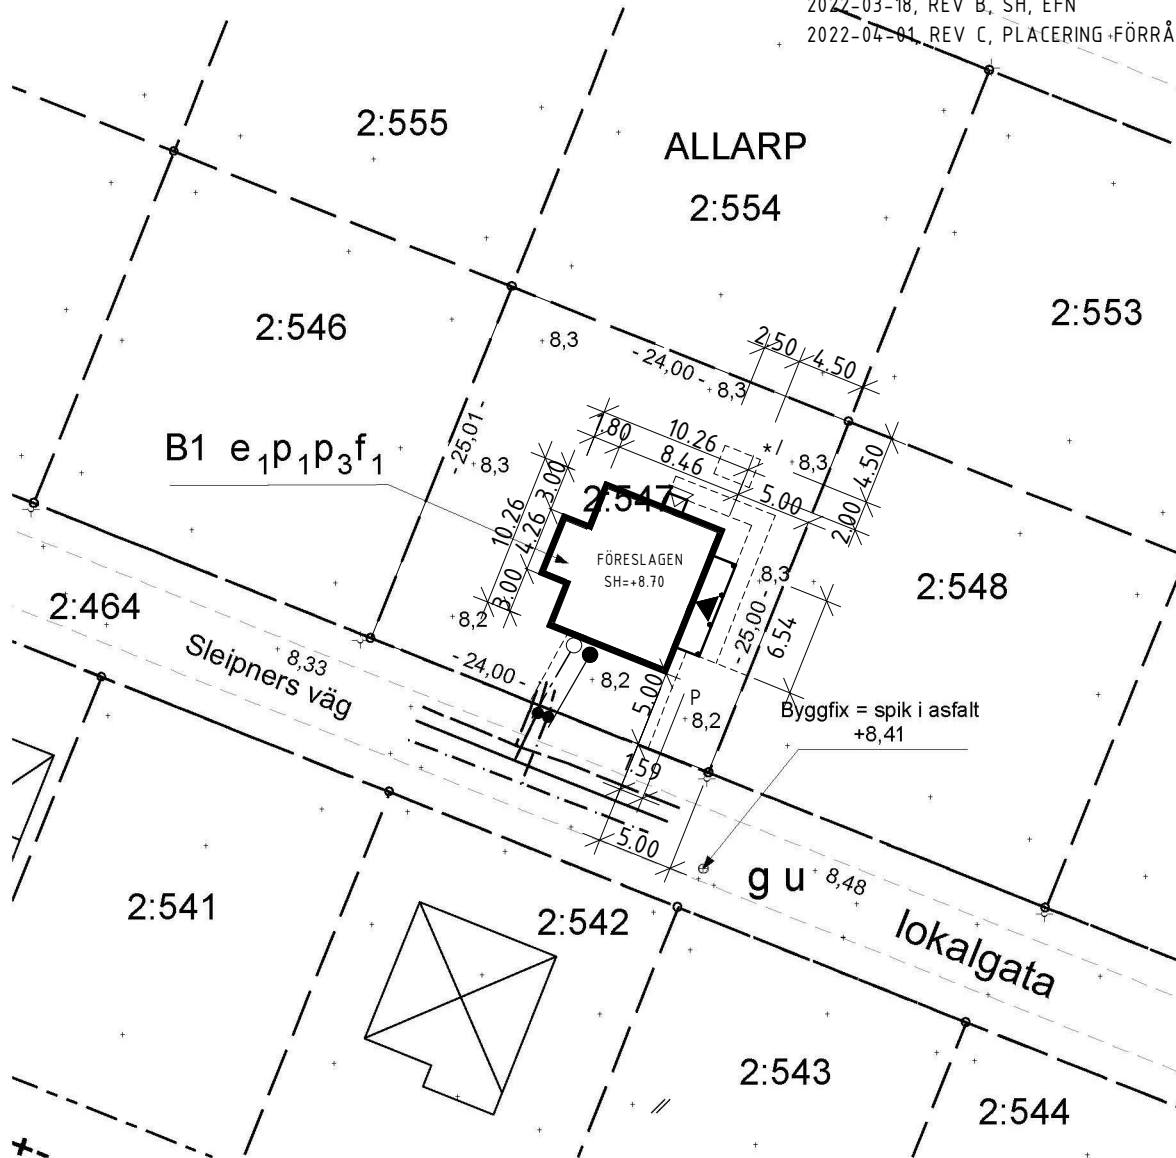 2022-03-18, REV B, SH, EFN
2022-04-01, REV C, PLACERING FÖRRÅ
2:555
ALLARP
2:554
2:553
2:546
8,3
- 24,00 -
8,3
2.50
4.50
- 25,01 -
B1 e1p1p3f1
8,3
1.80
10.26
8.46
*I
8,3
4.50
5.00
2.00
10.26
3.00
4.26
3.00
2:547
FÖRESLAGEN
SH=+8.70
8,3
2:548
2:464
8,2
- 25,00 -
6.54
Sleipners väg
8,33
- 24,00 -
8,2
5.00
P
8,2
Byggfix = spik i asfalt
+8,41
1.59
5.00
g u
8,48
lokalgata
2:541
2:542
2:543
2:544